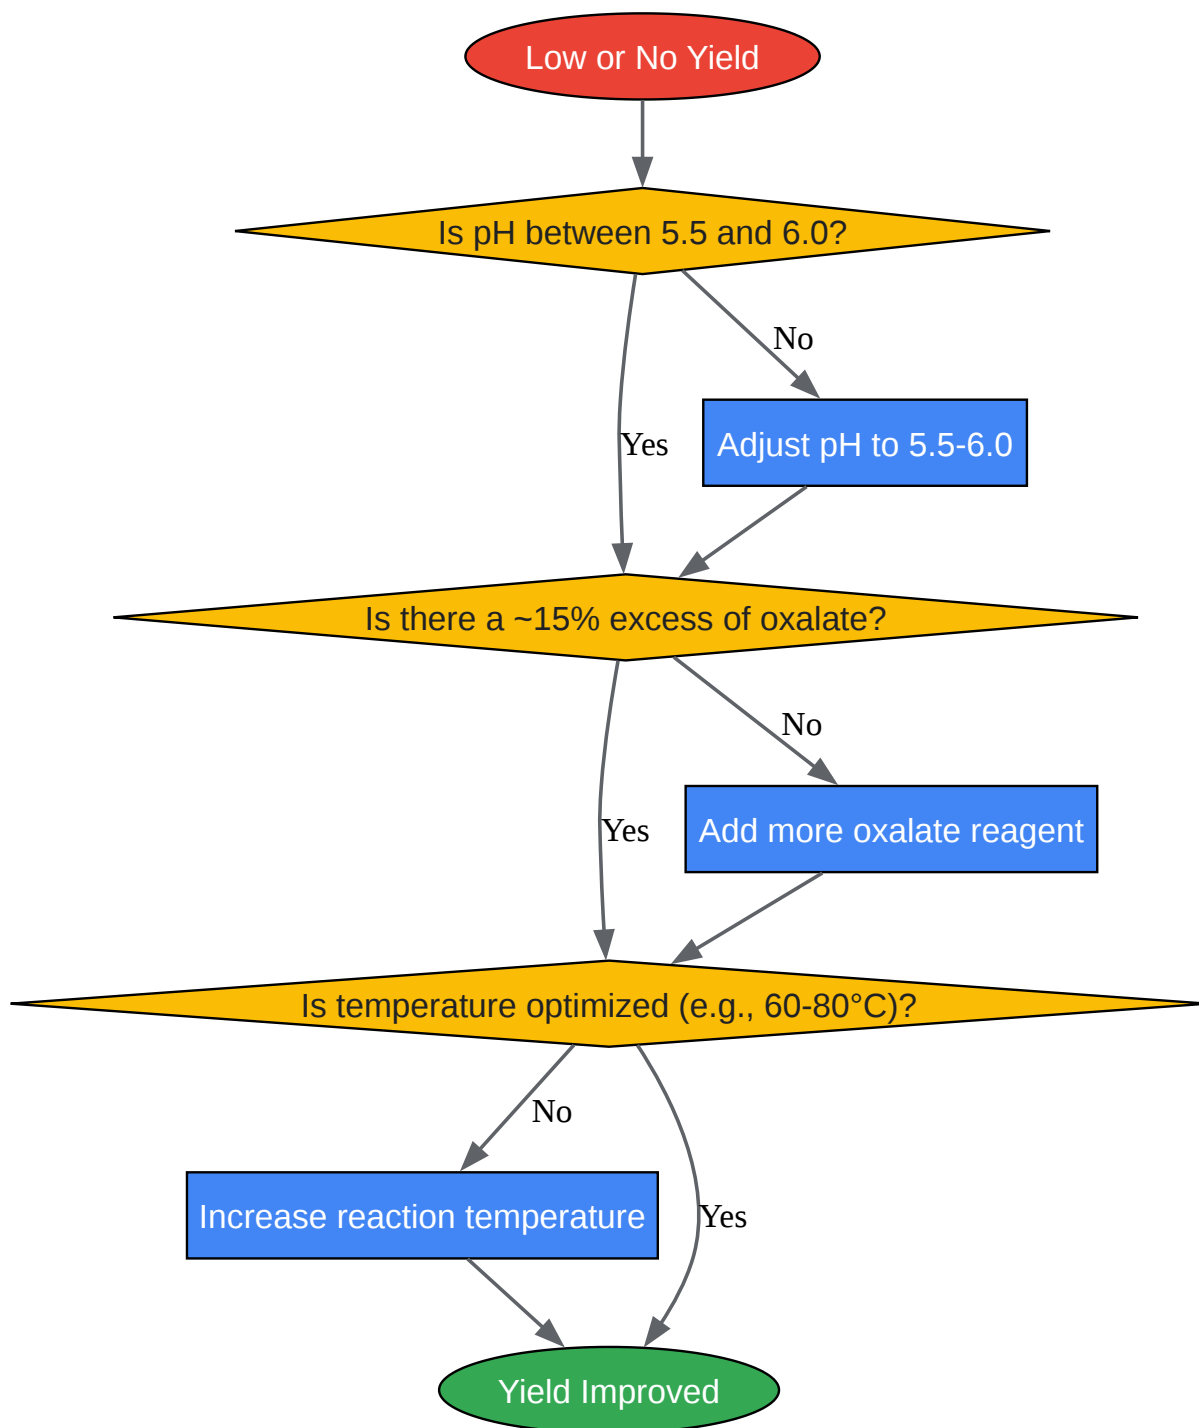 Low or No Yield
Is pH between 5.5 and 6.0?
No
Yes
Adjust pH to 5.5-6.0
Is there a ~15% excess of oxalate?
No
Yes
Add more oxalate reagent
Is temperature optimized (e.g., 60-80°C)?
No
Increase reaction temperature
Yes
Yield Improved